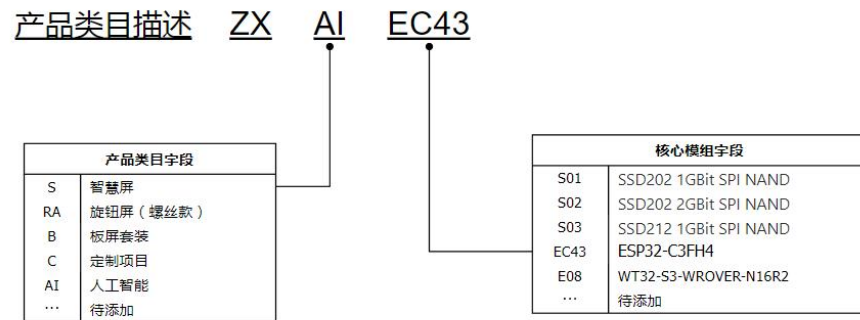 产品类目描述 ZX AI EC43
产品类目字段
S 智慧屏
RA 旋钮屏（螺丝款）
B 板屏套装
C 定制项目
AI 人工智能
… 待添加
核心模组字段
S01 SSD202 1GBit SPI NAND
S02 SSD202 2GBit SPI NAND
S03 SSD212 1GBit SPI NAND
EC43 ESP32-C3FH4
E08 WT32-S3-WROVER-N16R2
… 待添加